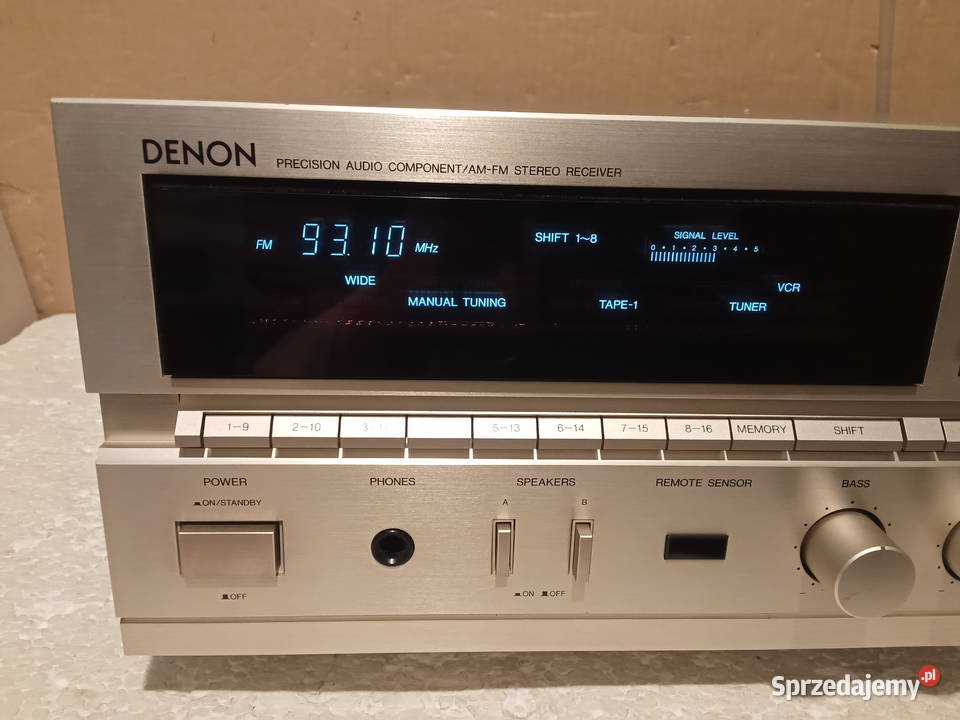 DENON PRECISION AUDIO COMPONENT/AM-FM STEREO RECEIVER
FM 93.10 MHz SHIFT 1~8 SIGNAL LEVEL
0 • 1 • 2 • 3 • 4 • 5
WIDE VCR
MANUAL TUNING TAPE-1 TUNER
1–9 2–10 5–13 6–14 7–15 8–16 MEMORY SHIFT
POWER PHONES SPEAKERS REMOTE SENSOR BASS
ON/STANDBY A B
ON OFF
OFF
Sprzedajemy.pl